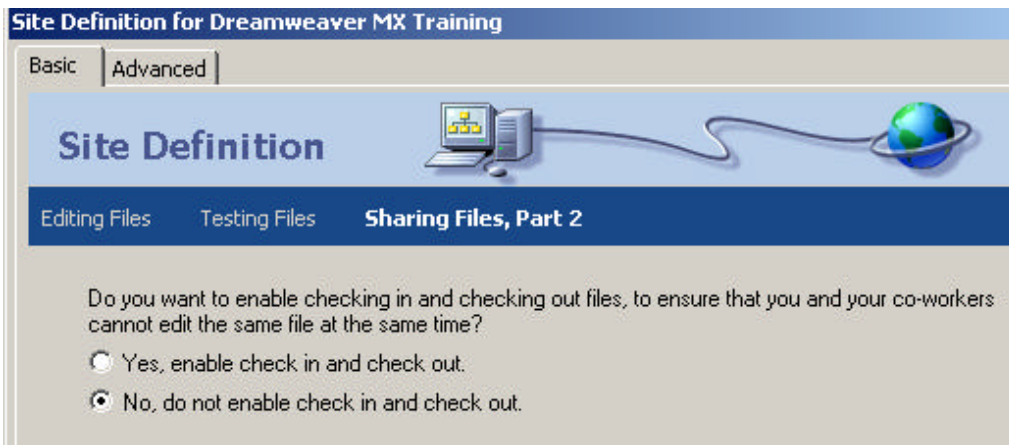 Site Definition for Dreamweaver MX Training
Basic Advanced
Site Definition
Editing Files Testing Files Sharing Files, Part 2
Do you want to enable checking in and checking out files, to ensure that you and your co-workers
cannot edit the same file at the same time?
Yes, enable check in and check out.
No, do not enable check in and check out.